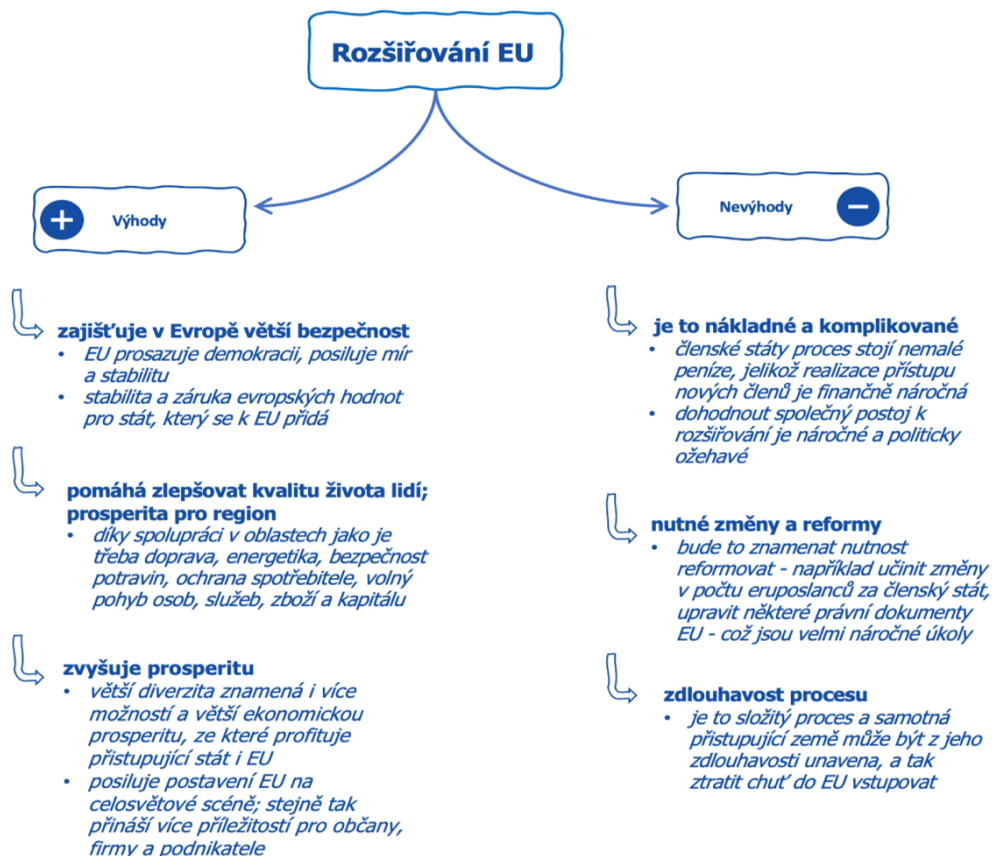 Rozšiřování EU
Výhody
zajišťuje v Evropě větší bezpečnost
• EU prosazuje demokracii, posiluje mír
a stabilitu
• stabilita a záruka evropských hodnot
pro stát, který se k EU přidá
pomáhá zlepšovat kvalitu života lidí;
prosperita pro region
• díky spolupráci v oblastech jako je
třeba doprava, energetika, bezpečnost
potravin, ochrana spotřebitele, volný
pohyb osob, služeb, zboží a kapitálu
zvyšuje prosperitu
• větší diverzita znamená i více
možností a větší ekonomickou
prosperitu, ze které profituje
přistupující stát i EU
• posiluje postavení EU na
celosvětové scéně; stejně tak
přináší více příležitostí pro občany,
firmy a podnikatele
Nevýhody
je to nákladné a komplikované
• členské státy proces stojí nemalé
peníze, jelikož realizace přístupu
nových členů je finančně náročná
• dohodnout společný postoj k
rozšiřování je náročné a politicky
ožehavé
nutné změny a reformy
• bude to znamenat nutnost
reformovat - například učinit změny
v počtu eruposlanců za členský stát,
upravit některé právní dokumenty
EU - což jsou velmi náročné úkoly
zdlouhavost procesu
• je to složitý proces a samotná
přistupující země může být z jeho
zdlouhavosti unavena, a tak
ztratit chuť do EU vstupovat